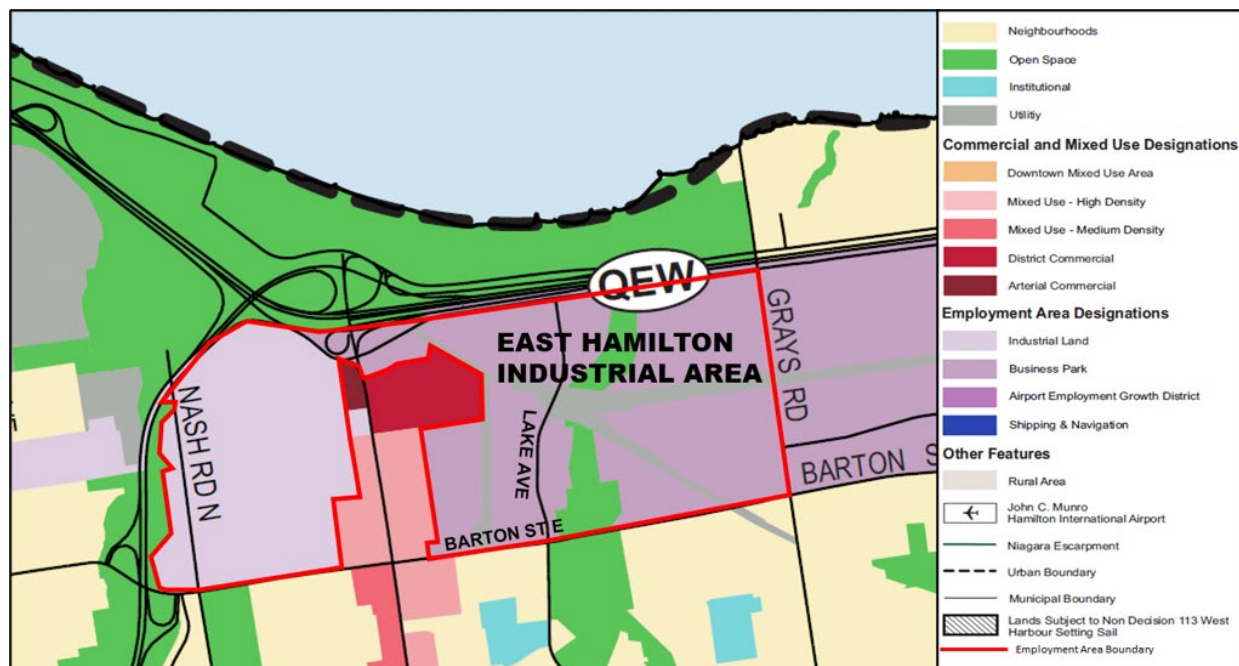 QEW
EAST HAMILTON
INDUSTRIAL AREA
GRAYS RD
NASH RD N
LAKE AVE
BARTON ST E
BARTON S
Neighbourhoods
Open Space
Institutional
Utilitiy
Commercial and Mixed Use Designations
Downtown Mixed Use Area
Mixed Use - High Density
Mixed Use - Medium Density
District Commercial
Arterial Commercial
Employment Area Designations
Industrial Land
Business Park
Airport Employment Growth District
Shipping & Navigation
Other Features
Rural Area
John C. Munro
Hamilton International Airport
Niagara Escarpment
Urban Boundary
Municipal Boundary
Lands Subject to Non Decision 113 West
Harbour Setting Sail
Employment Area Boundary